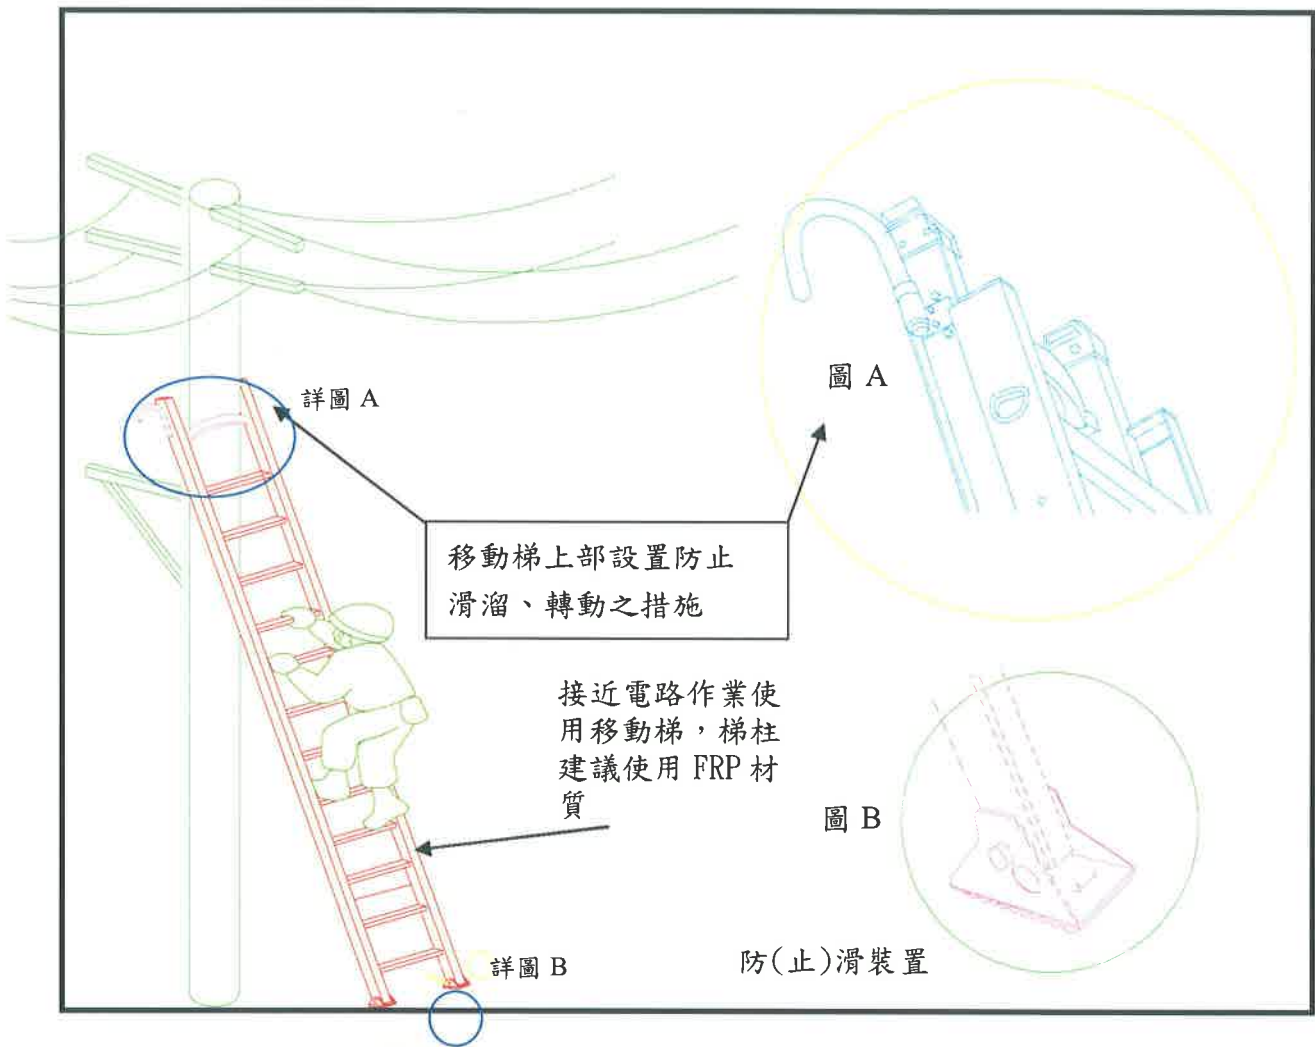 詳圖 A
圖 A
移動梯上部設置防止
滑溜、轉動之措施
接近電路作業使
用移動梯，梯柱
建議使用 FRP 材
質
圖 B
詳圖 B
防(止)滑裝置